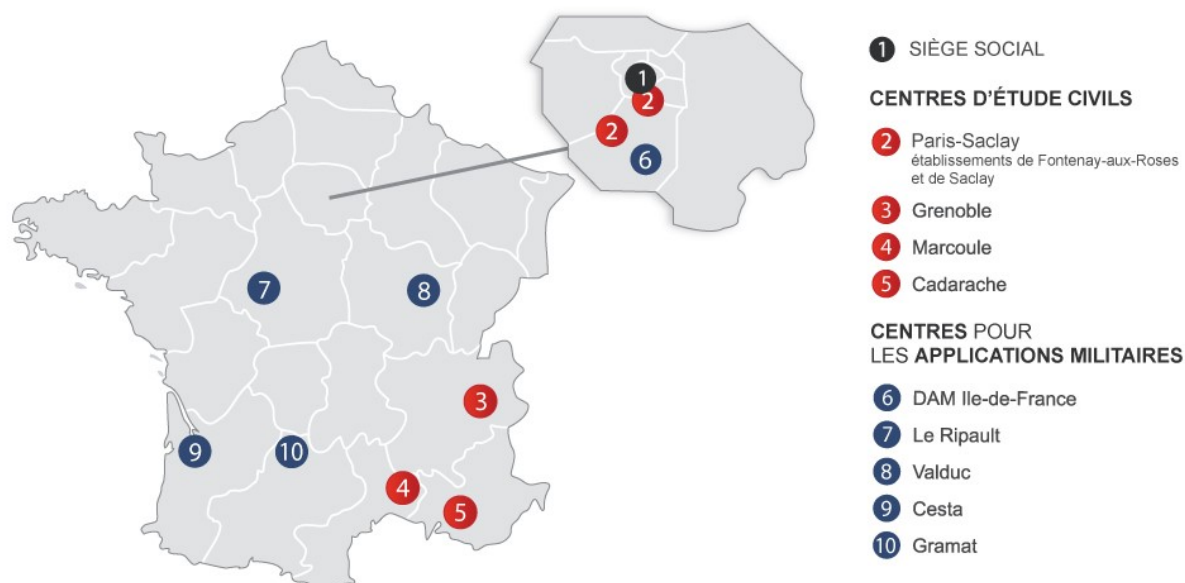 1
2
2
6
7
8
3
9
10
4
5
1 SIÈGE SOCIAL
CENTRES D'ÉTUDE CIVILS
2 Paris-Saclay
établissements de Fontenay-aux-Roses
et de Saclay
3 Grenoble
4 Marcoule
5 Cadarache
CENTRES POUR
LES APPLICATIONS MILITAIRES
6 DAM Ile-de-France
7 Le Ripault
8 Valduc
9 Cesta
10 Gramat